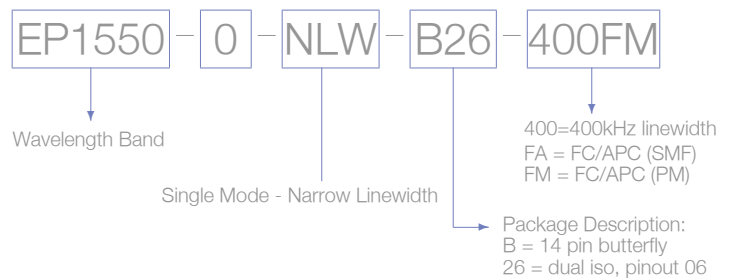 EP1550 - 0 - NLW - B26 - 400FM
Wavelength Band
400=400kHz linewidth
FA = FC/APC (SMF)
FM = FC/APC (PM)
Single Mode - Narrow Linewidth
Package Description:
B = 14 pin butterfly
26 = dual iso, pinout 06